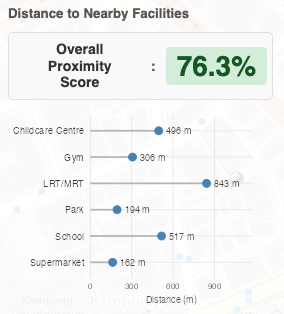 Distance to Nearby Facilities
Overall
Proximity
Score
:
76.3%
Childcare Centre 496 m
Gym 306 m
LRT/MRT 843 m
Park 194 m
School 517 m
Supermarket 162 m
0 300 600 900
Distance (m)
Kampong